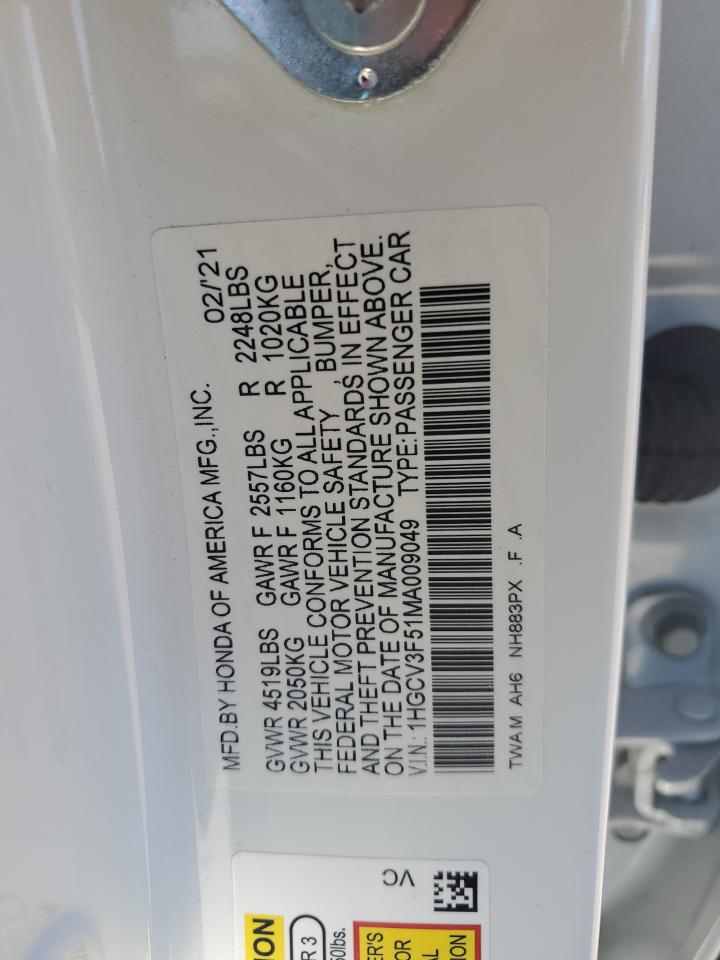 MFD.BY HONDA OF AMERICA MFG.,INC. 02/'21
GVWR 4519LBS GAWR F 2557LBS R 2248LBS
GVWR 2050KG GAWR F 1160KG R 1020KG
THIS VEHICLE CONFORMS TO ALL APPLICABLE
FEDERAL MOTOR VEHICLE SAFETY , BUMPER,
AND THEFT PREVENTION STANDARDS, IN EFFECT
ON THE DATE OF MANUFACTURE SHOWN ABOVE.
V.I.N.: 1HGCV3F51MA009049 TYPE:PASSENGER CAR
TWAM AH6 NH883PX .F .A
VC